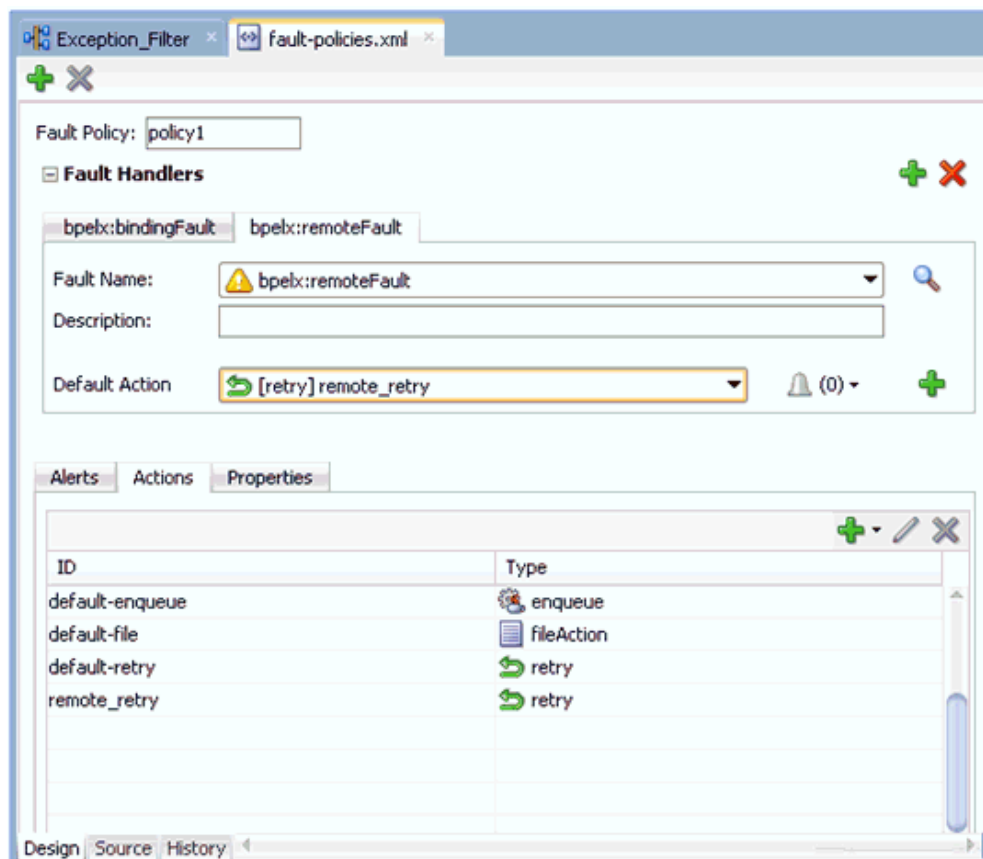 Exception_Filter fault-policies.xml
Fault Policy: policy1
Fault Handlers
bpelx:bindingFault bpelx:remoteFault
Fault Name: bpelx:remoteFault
Description:
Default Action [retry] remote_retry (0)
Alerts Actions Properties
ID Type
default-enqueue enqueue
default-file fileAction
default-retry retry
remote_retry retry
Design Source History